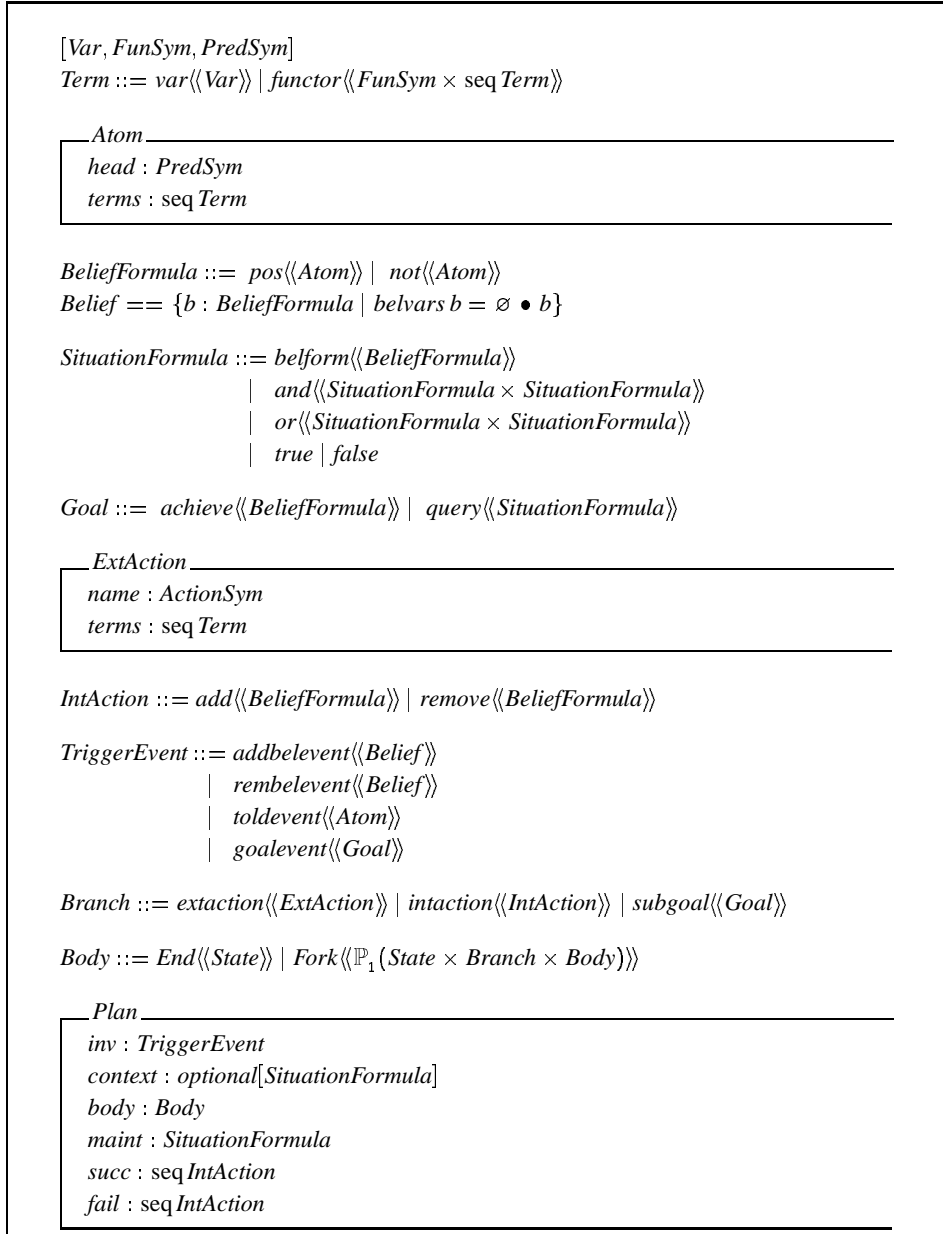 [Var, FunSym, PredSym]
Term ::= var⟨⟨Var⟩⟩ | functor⟨⟨FunSym × seq Term⟩⟩
Atom
head : PredSym
terms : seq Term
BeliefFormula ::= pos⟨⟨Atom⟩⟩ | not⟨⟨Atom⟩⟩
Belief == {b : BeliefFormula | belvars b = ∅ • b}
SituationFormula ::= belform⟨⟨BeliefFormula⟩⟩
| and⟨⟨SituationFormula × SituationFormula⟩⟩
| or⟨⟨SituationFormula × SituationFormula⟩⟩
| true | false
Goal ::= achieve⟨⟨BeliefFormula⟩⟩ | query⟨⟨SituationFormula⟩⟩
ExtAction
name : ActionSym
terms : seq Term
IntAction ::= add⟨⟨BeliefFormula⟩⟩ | remove⟨⟨BeliefFormula⟩⟩
TriggerEvent ::= addbelevent⟨⟨Belief⟩⟩
| rembelevent⟨⟨Belief⟩⟩
| toldevent⟨⟨Atom⟩⟩
| goalevent⟨⟨Goal⟩⟩
Branch ::= extaction⟨⟨ExtAction⟩⟩ | intaction⟨⟨IntAction⟩⟩ | subgoal⟨⟨Goal⟩⟩
Body ::= End⟨⟨State⟩⟩ | Fork⟨⟨ℙ₁(State × Branch × Body)⟩⟩
Plan
inv : TriggerEvent
context : optional[SituationFormula]
body : Body
maint : SituationFormula
succ : seq IntAction
fail : seq IntAction